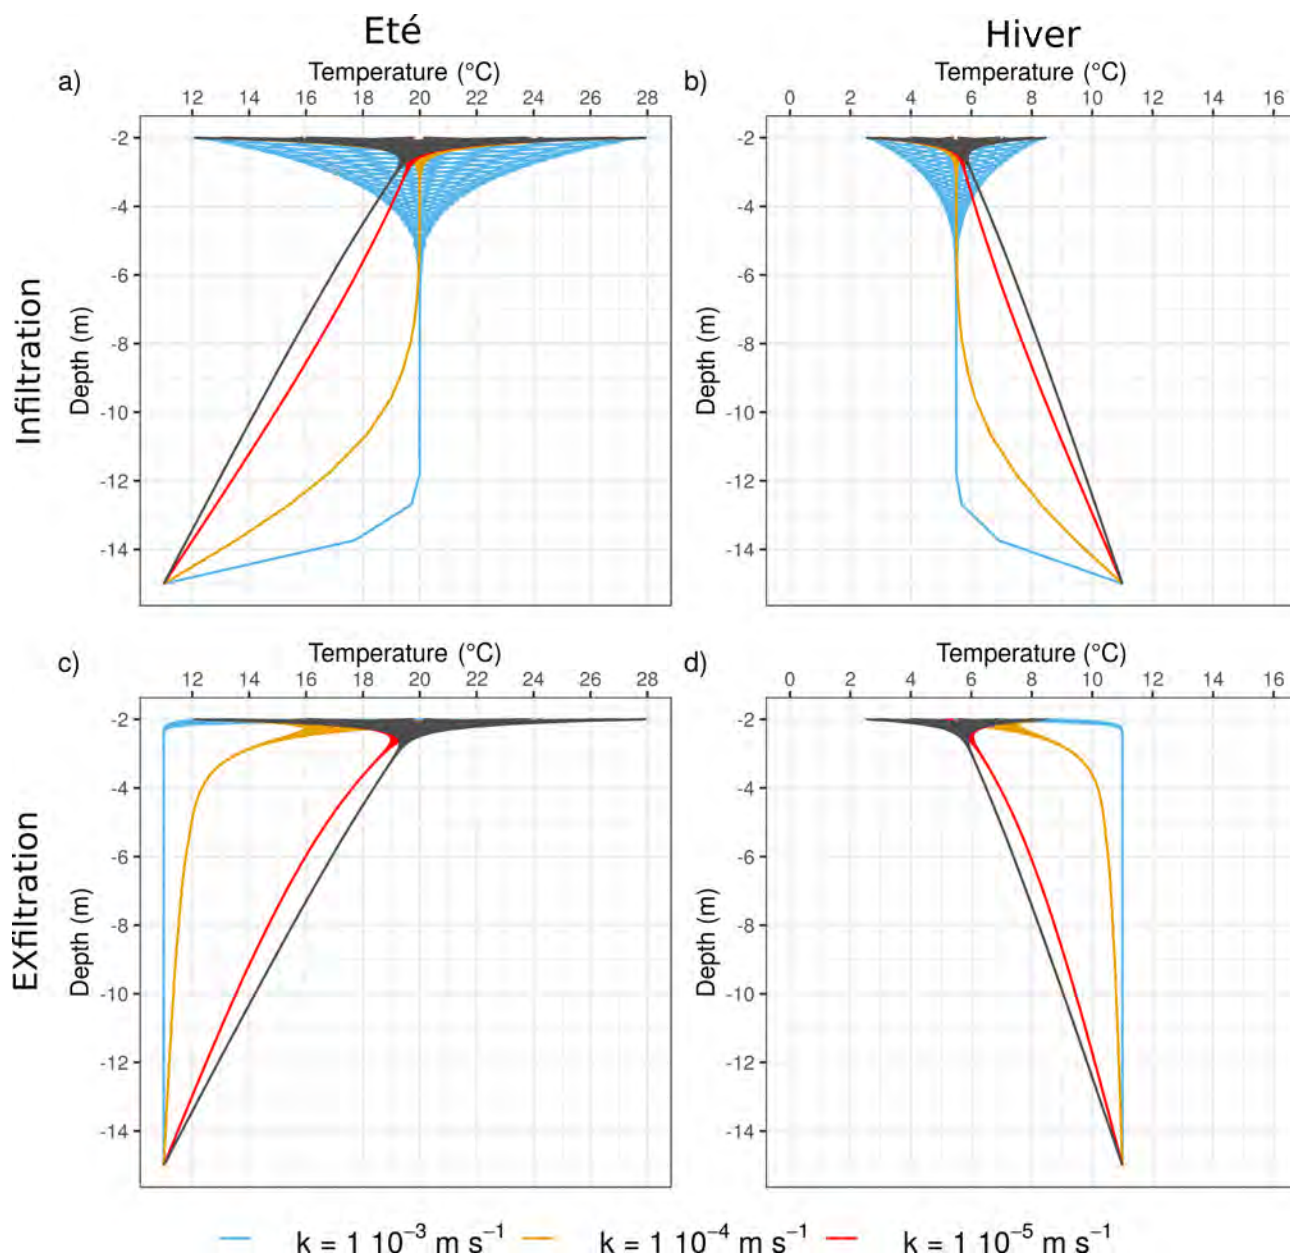 Eté
Hiver
a)
Temperature (°C)
12 14 16 18 20 22 24 26 28
b)
Temperature (°C)
0 2 4 6 8 10 12 14 16
Infiltration
Depth (m)
-2
-4
-6
-8
-10
-12
-14
Depth (m)
-2
-4
-6
-8
-10
-12
-14
c)
Temperature (°C)
12 14 16 18 20 22 24 26 28
d)
Temperature (°C)
0 2 4 6 8 10 12 14 16
EXfiltration
Depth (m)
-2
-4
-6
-8
-10
-12
-14
Depth (m)
-2
-4
-6
-8
-10
-12
-14
k = 1 10⁻³ m s⁻¹ k = 1 10⁻⁴ m s⁻¹ k = 1 10⁻⁵ m s⁻¹